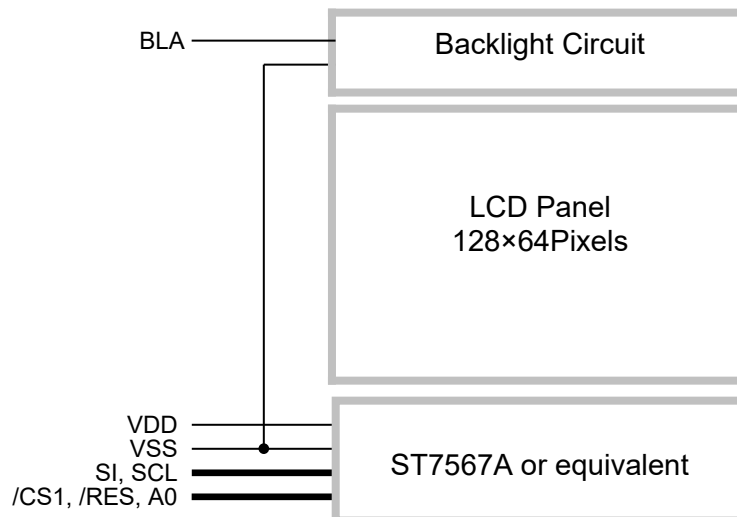 BLA
Backlight Circuit
LCD Panel
128×64Pixels
VDD
VSS
SI, SCL
/CS1, /RES, A0
ST7567A or equivalent